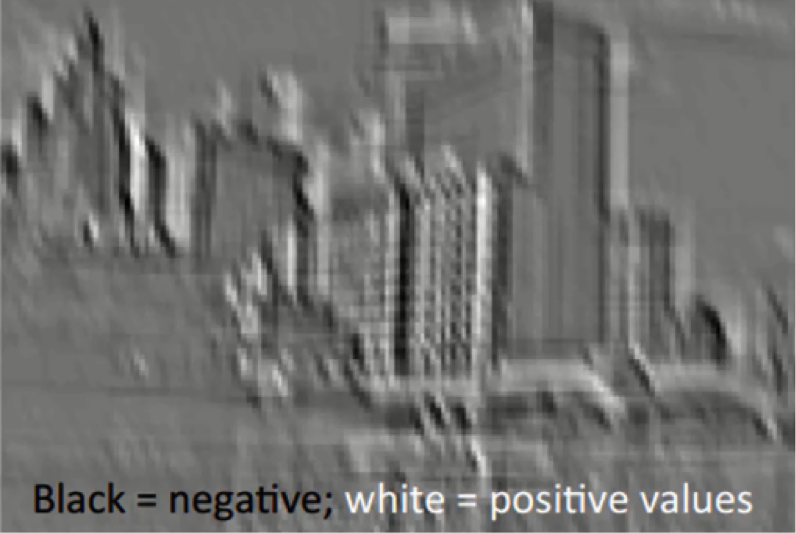 Black = negative; white = positive values